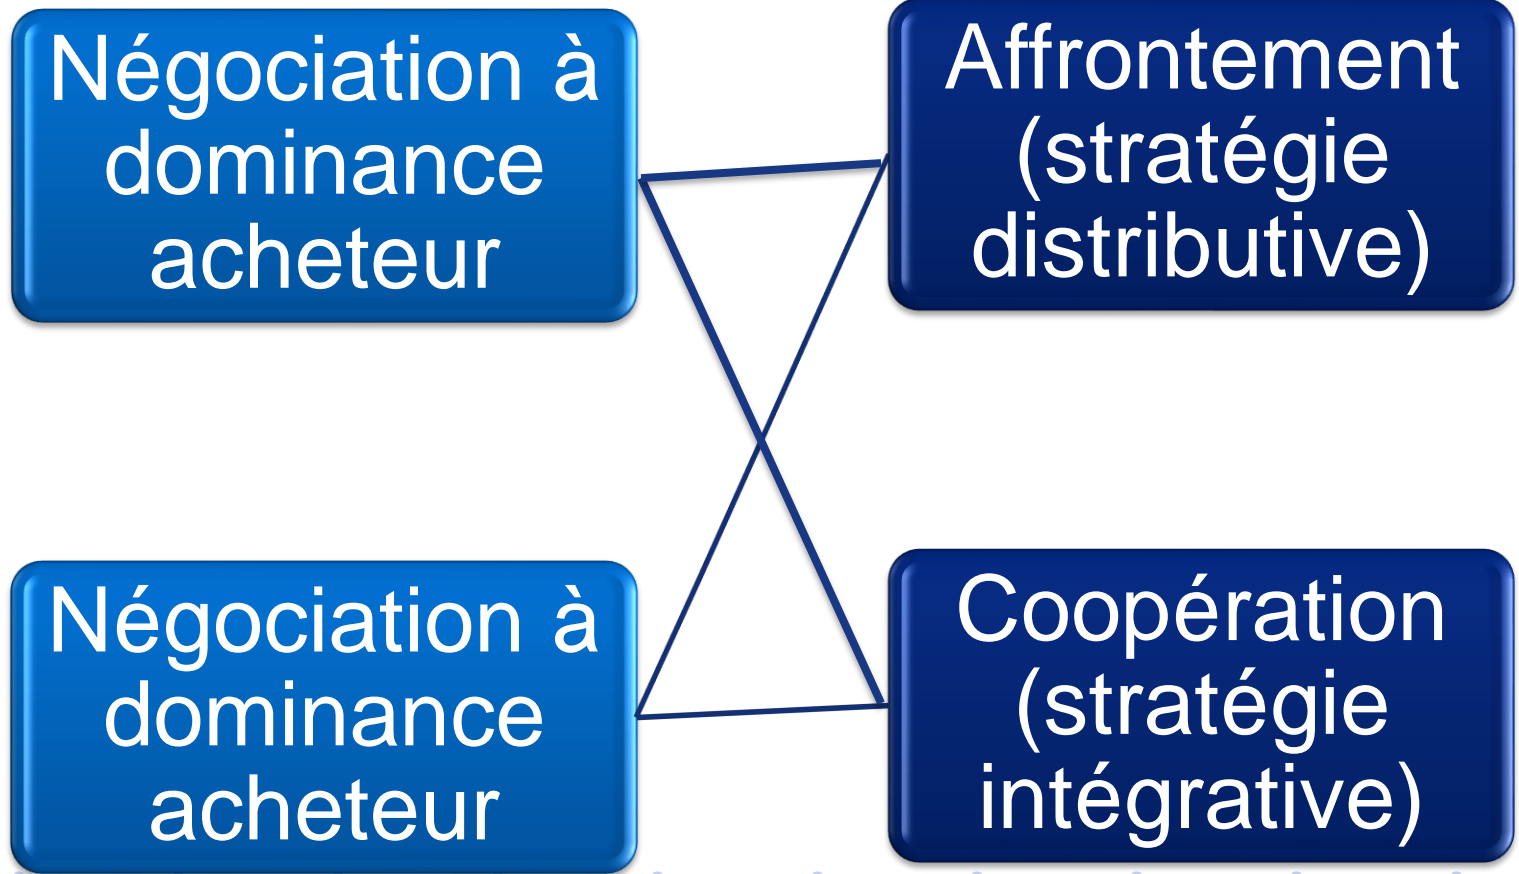 Négociation à
dominance
acheteur
Affrontement
(stratégie
distributive)
Négociation à
dominance
acheteur
Coopération
(stratégie
intégrative)